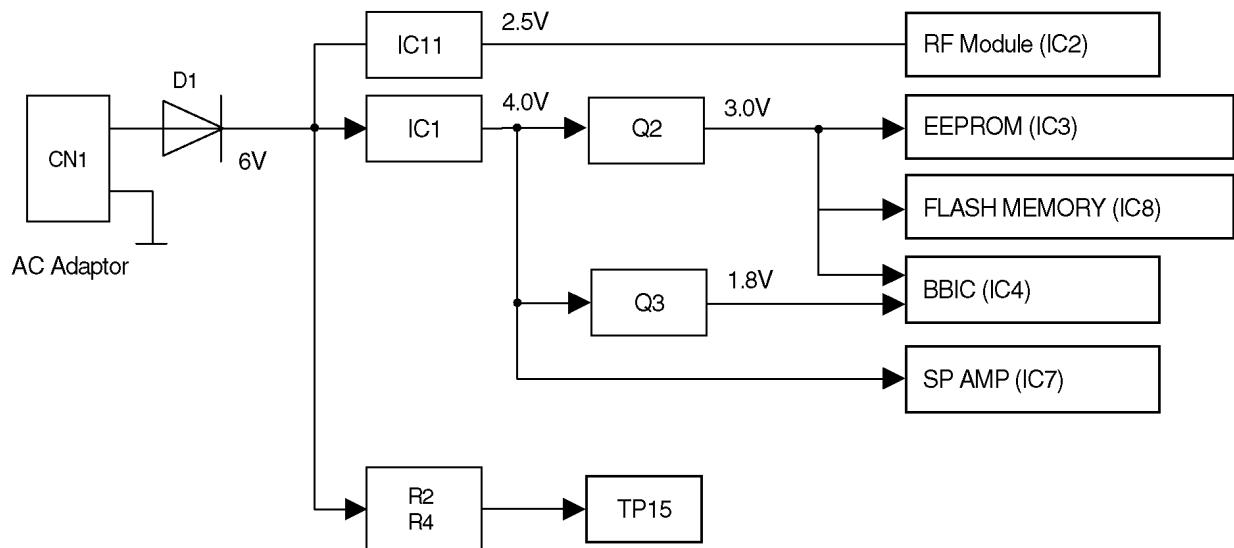 2.5V
IC11
RF Module (IC2)
D1
4.0V
3.0V
CN1
IC1
Q2
EEPROM (IC3)
6V
FLASH MEMORY (IC8)
AC Adaptor
1.8V
BBIC (IC4)
Q3
SP AMP (IC7)
R2
R4
TP15